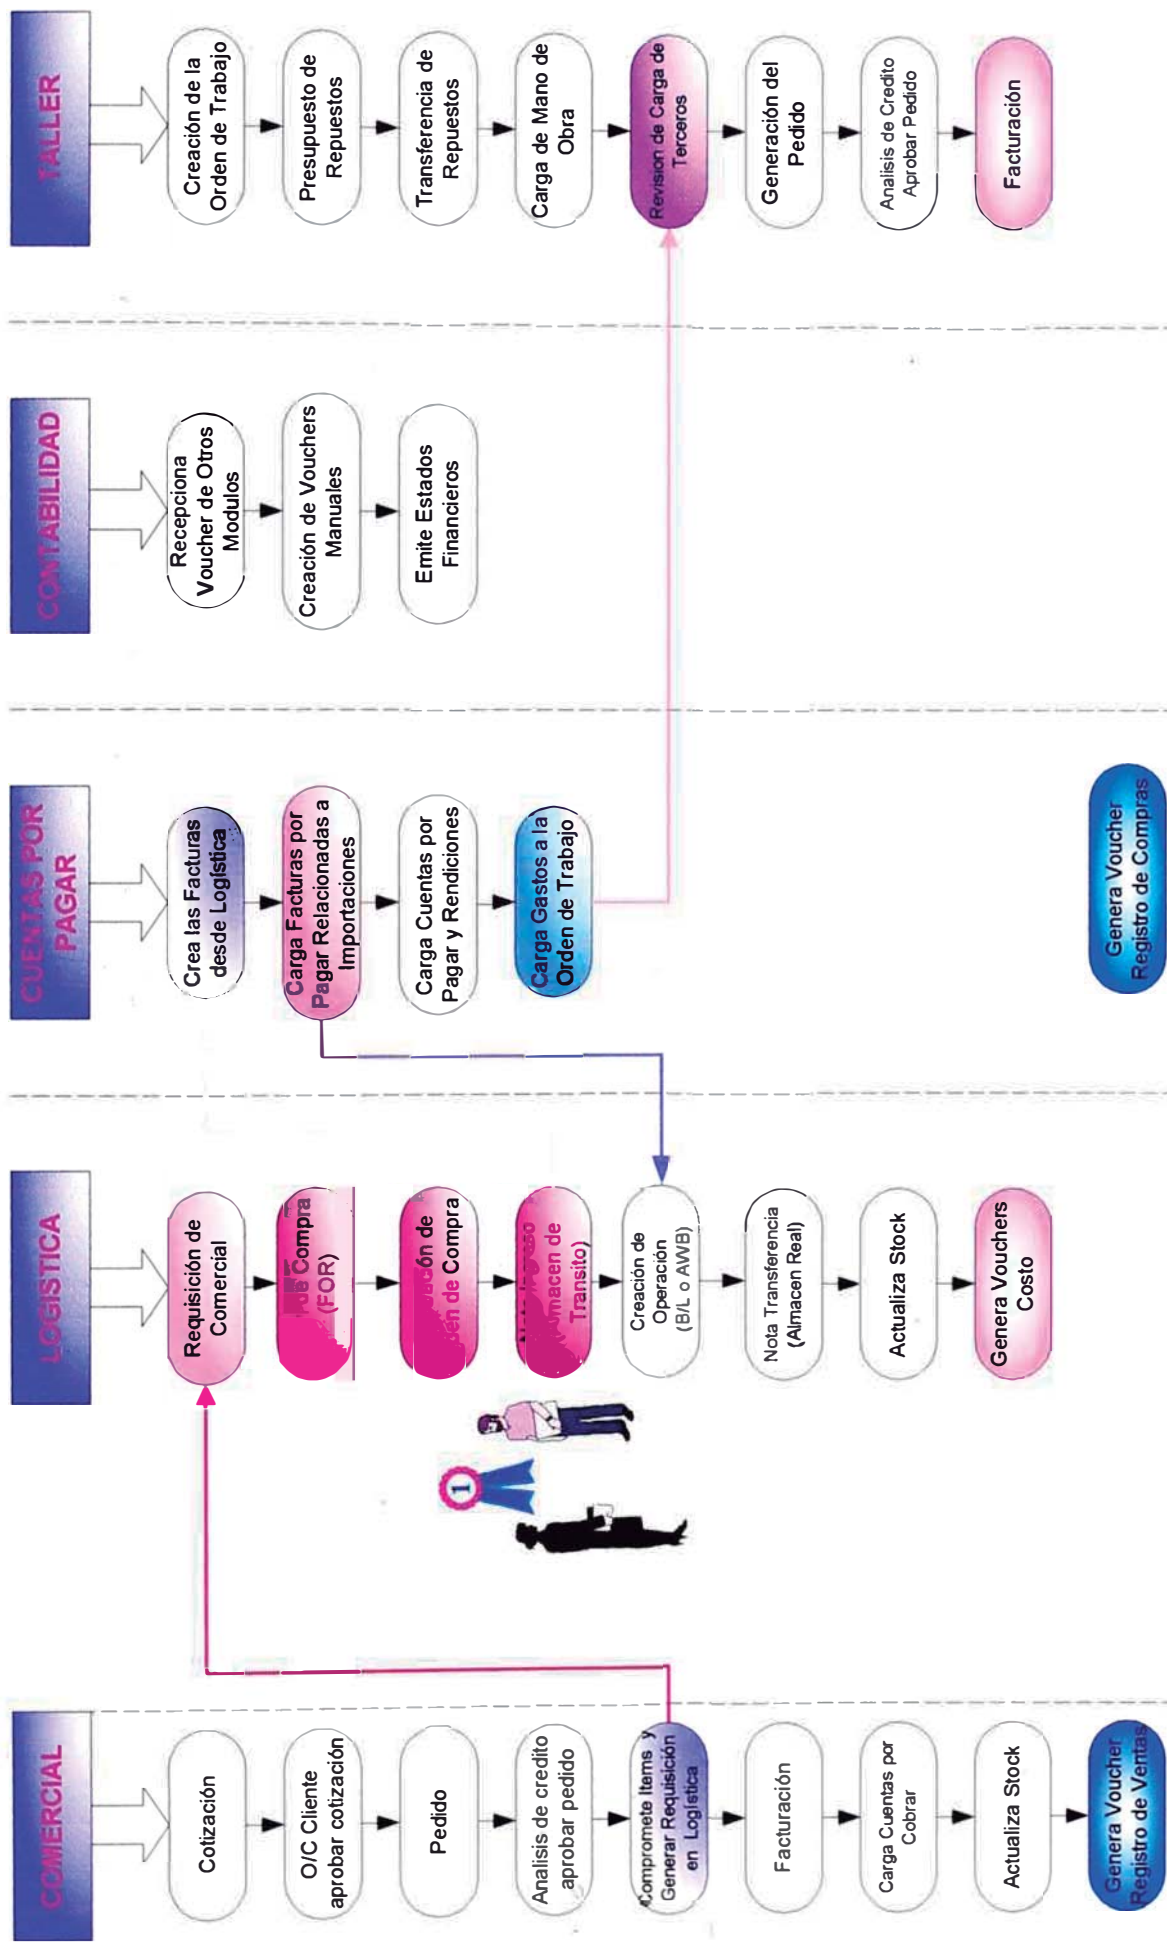 COMERCIAL
Cotización
O/C Cliente
aprobar cotización
Pedido
Analisis de credito
aprobar pedido
Compromete Items y
Generar Requisición
en Logística
Facturación
Carga Cuentas por
Cobrar
Actualiza Stock
Genera Voucher
Registro de Ventas
LOGISTICA
Requisición de
Comercial
de Compra
(FOR)
de
de Compra
Transito)
Creación de
Operación
(B/L o AWB)
Nota Transferencia
(Almacen Real)
Actualiza Stock
Genera Vouchers
Costo
CUENTAS POR
PAGAR
Crea las Facturas
desde Logística
Carga Facturas por
Pagar Relacionadas a
Importaciones
Carga Cuentas por
Pagar y Rendiciones
Carga Gastos a la
Orden de Trabajo
Genera Voucher
Registro de Compras
CONTABILIDAD
Recepciona
Voucher de Otros
Modulos
Creación de Vouchers
Manuales
Emite Estados
Financieros
TALLER
Creación de la
Orden de Trabajo
Presupuesto de
Repuestos
Transferencia de
Repuestos
Carga de Mano de
Obra
Revision de Carga de
Terceros
Generación del
Pedido
Analisis de Credito
Aprobar Pedido
Facturación
1